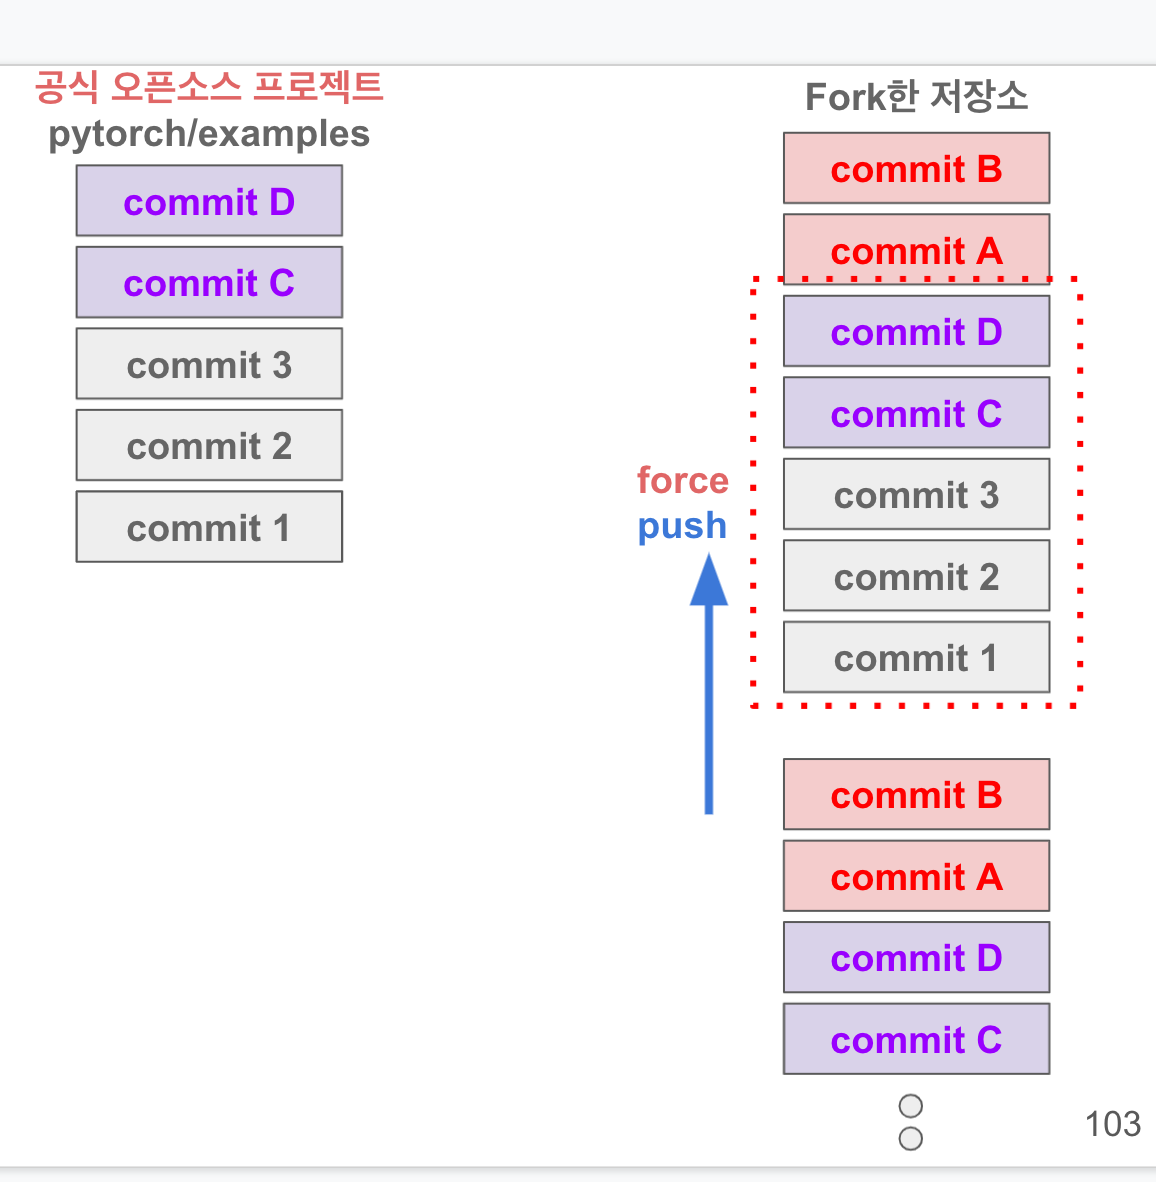 공식 오픈소스 프로젝트
pytorch/examples
commit D
commit C
commit 3
commit 2
commit 1
Fork한 저장소
commit B
commit A
commit D
commit C
commit 3
commit 2
commit 1
force
push
commit B
commit A
commit D
commit C
103